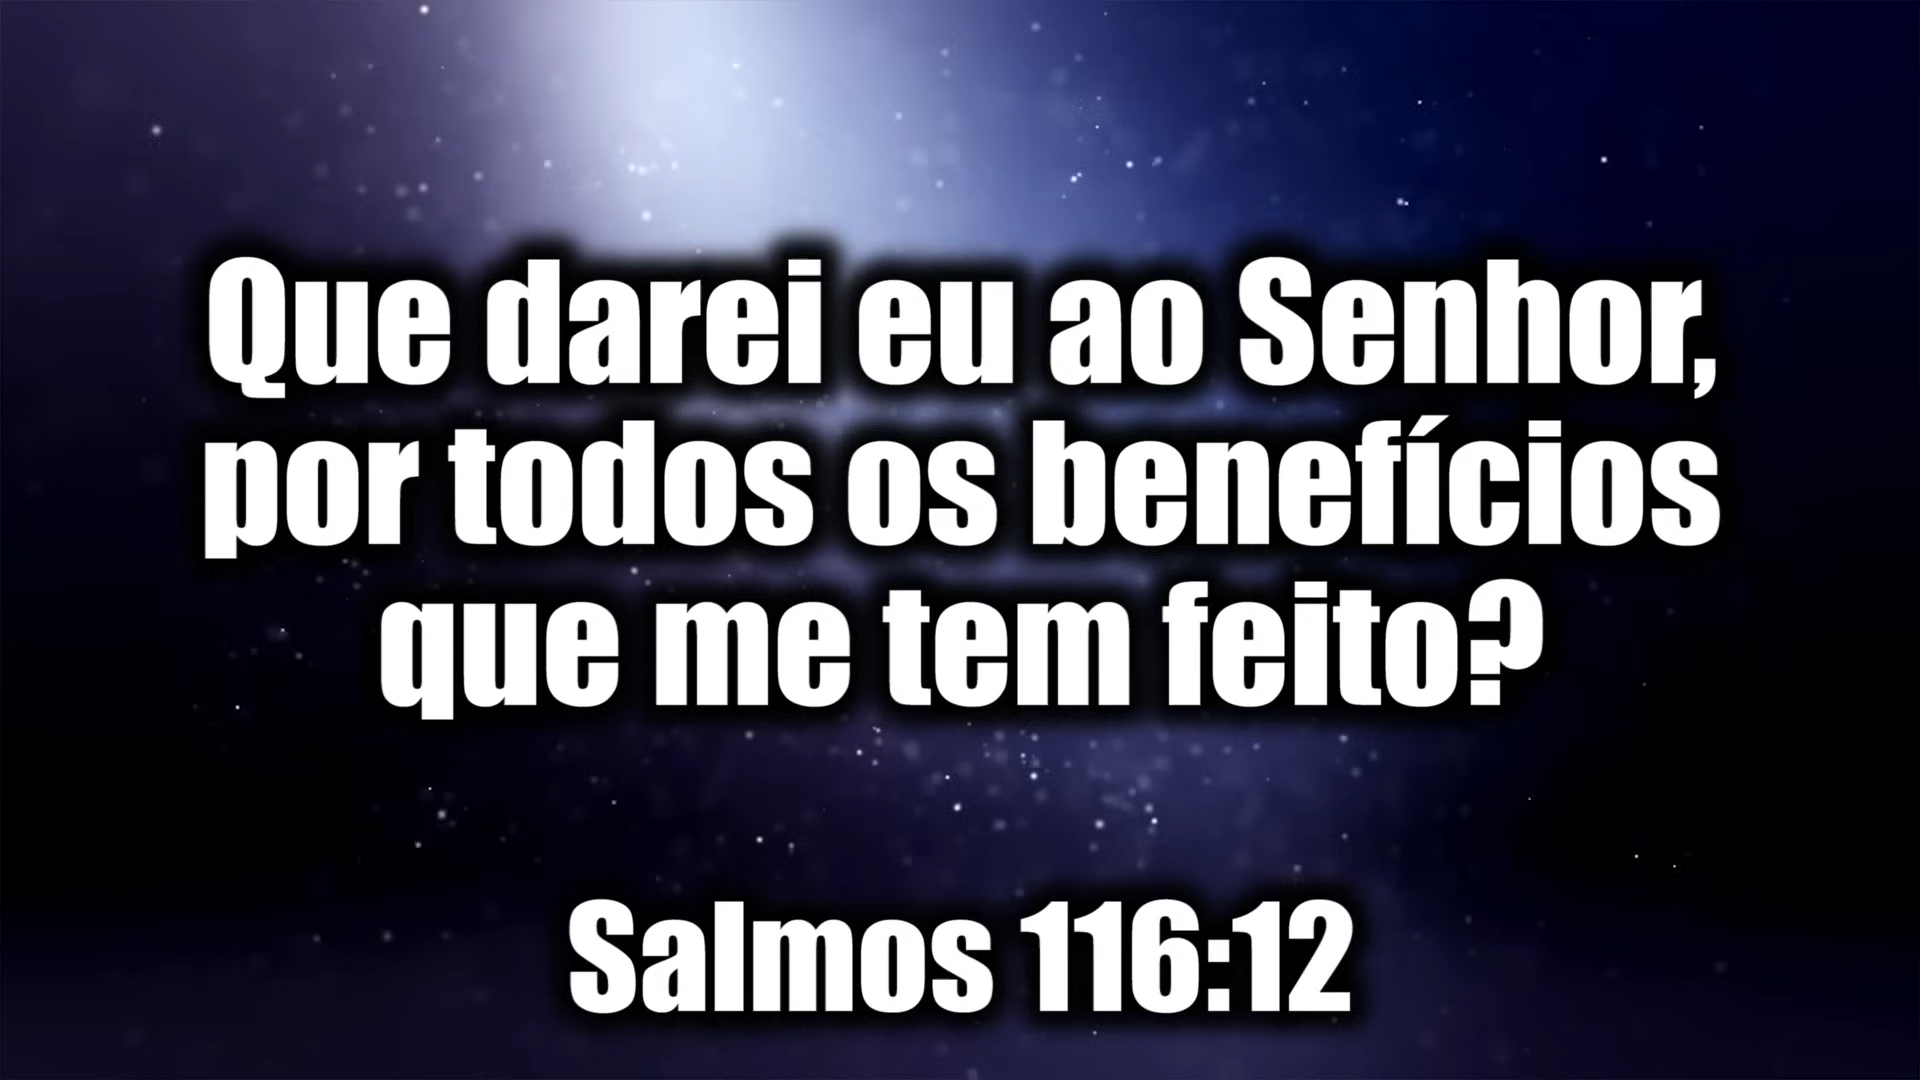 Que darei eu ao Senhor,
por todos os benefícios
que me tem feito?
Salmos 116:12